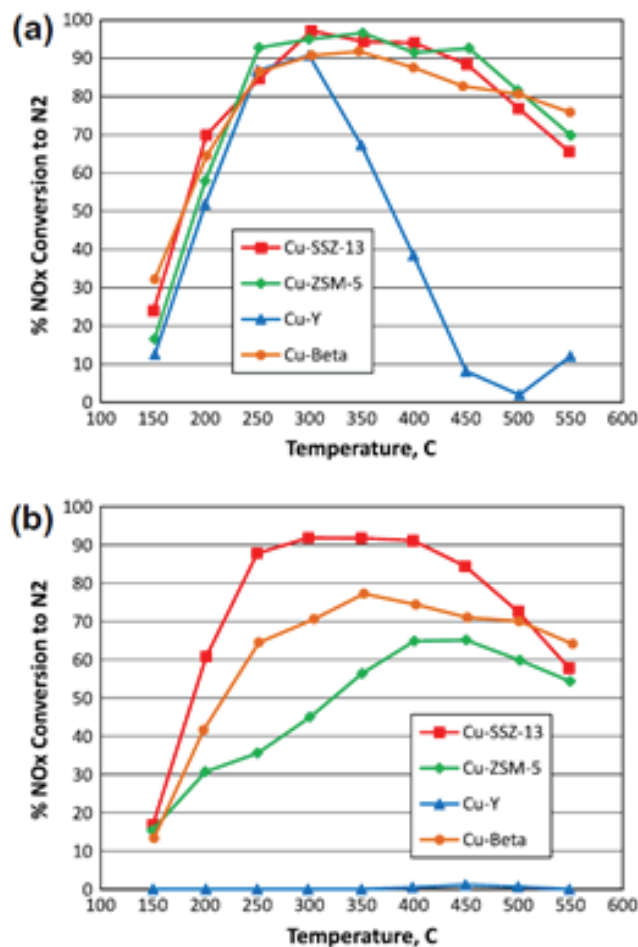 (a)
% NOx Conversion to N2
100
90
80
70
60
50
40
30
20
10
0
Cu-SSZ-13
Cu-ZSM-5
Cu-Y
Cu-Beta
100 150 200 250 300 350 400 450 500 550 600
Temperature, C
(b)
% NOx Conversion to N2
100
90
80
70
60
50
40
30
20
10
0
Cu-SSZ-13
Cu-ZSM-5
Cu-Y
Cu-Beta
100 150 200 250 300 350 400 450 500 550 600
Temperature, C